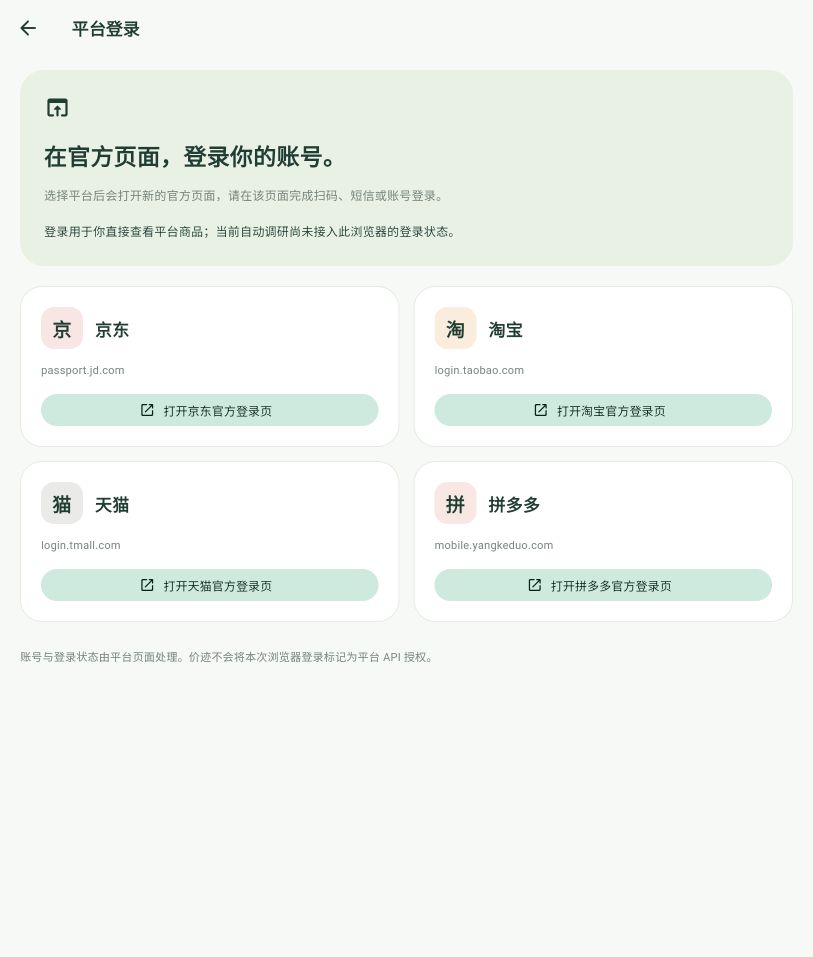 平台登录
在官方页面，登录你的账号。
选择平台后会打开新的官方页面，请在该页面完成扫码、短信或账号登录。
登录用于你直接查看平台商品；当前自动调研尚未接入此浏览器的登录状态。
京 京东
passport.jd.com
打开京东官方登录页
淘 淘宝
login.taobao.com
打开淘宝官方登录页
猫 天猫
login.tmall.com
打开天猫官方登录页
拼 拼多多
mobile.yangkeduo.com
打开拼多多官方登录页
账号与登录状态由平台页面处理。价迹不会将本次浏览器登录标记为平台 API 授权。